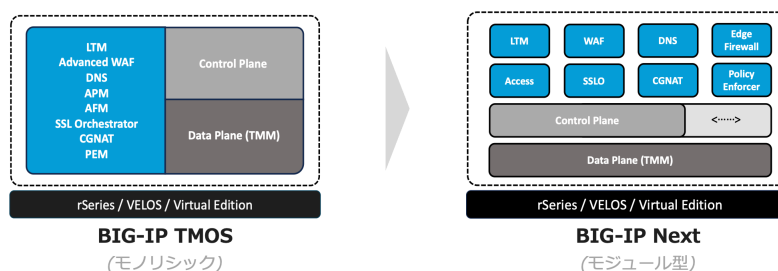 LTM
Advanced WAF
DNS
APM
AFM
SSL Orchestrator
CGNAT
PEM
Control Plane
Data Plane (TMM)
rSeries / VELOS / Virtual Edition
BIG-IP TMOS
(モノリシック)
LTM
WAF
DNS
Edge
Firewall
Access
SSLO
CGNAT
Policy
Enforcer
Control Plane
<······>
Data Plane (TMM)
rSeries / VELOS / Virtual Edition
BIG-IP Next
(モジュール型)